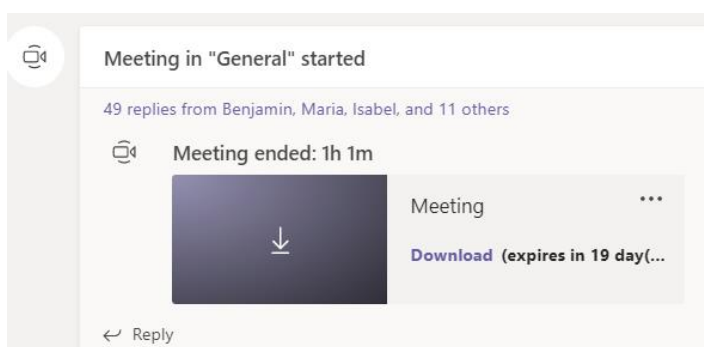 Meeting in "General" started
49 replies from Benjamin, Maria, Isabel, and 11 others
Meeting ended: 1h 1m
Meeting
Download (expires in 19 day(...
Reply